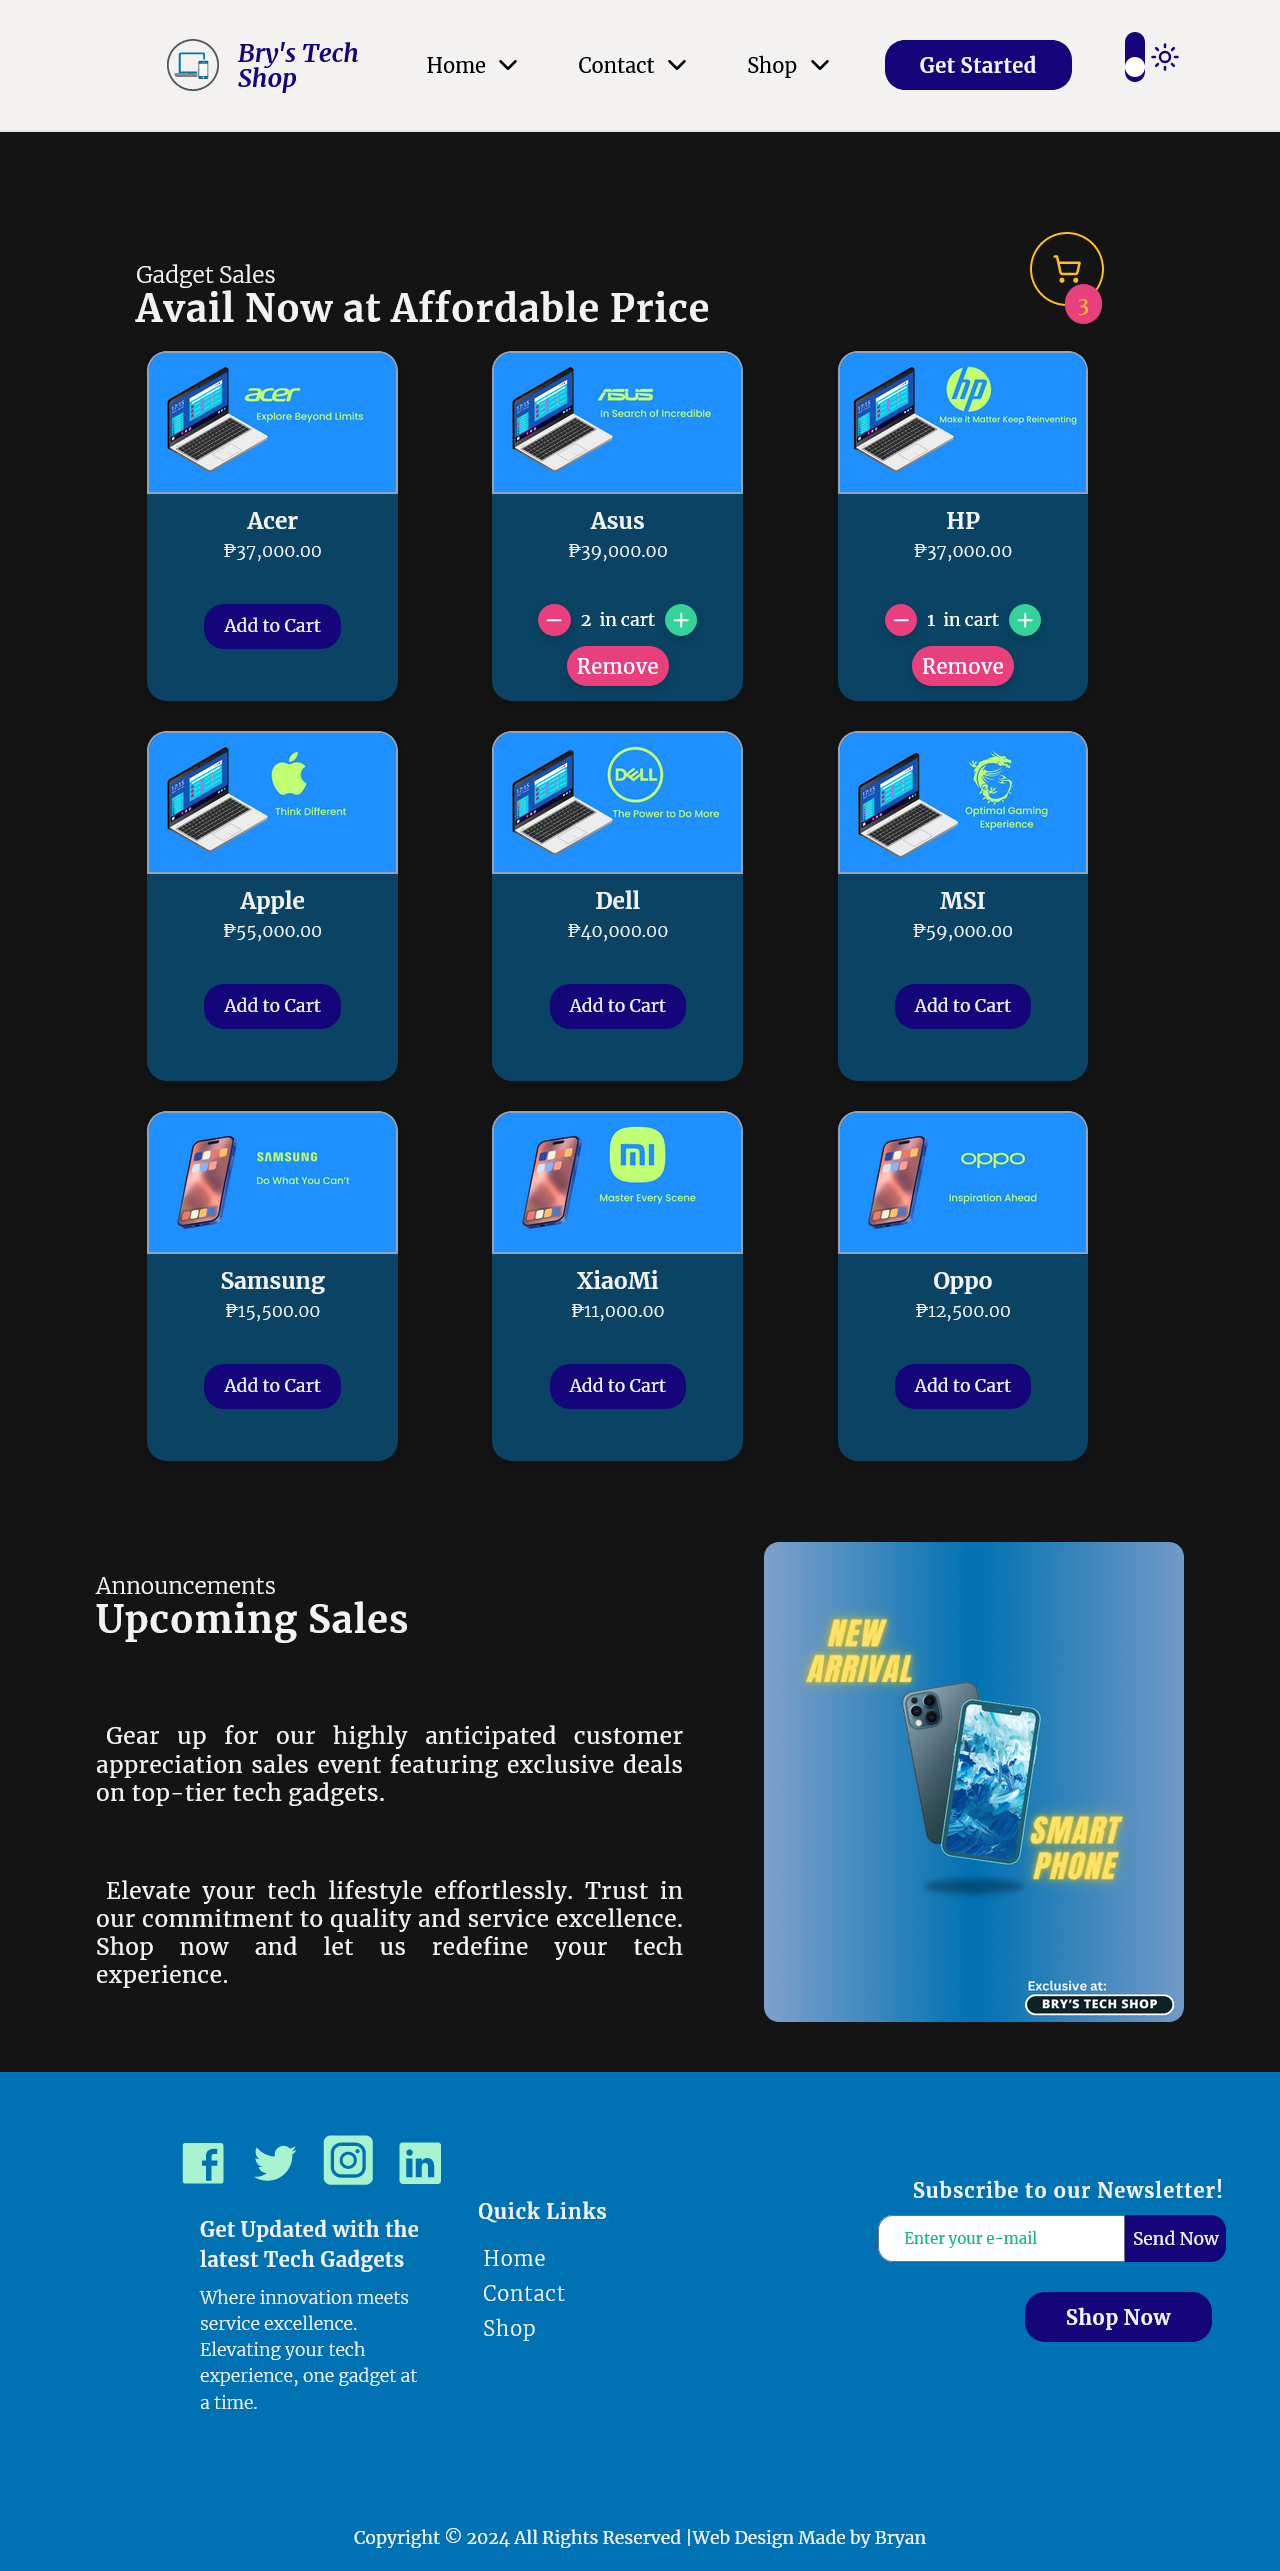 Bry's Tech
Shop
Home
Contact
Shop
Get Started
Gadget Sales
Avail Now at Affordable Price
3
acer
Explore Beyond Limits
ASUS
In Search of Incredible
hp
Make it Matter Keep Reinventing
Acer
₱37,000.00
Add to Cart
Asus
₱39,000.00
2 in cart
Remove
HP
₱37,000.00
1 in cart
Remove
Think Different
DELL
The Power to Do More
Optimal Gaming
Experience
Apple
₱55,000.00
Add to Cart
Dell
₱40,000.00
Add to Cart
MSI
₱59,000.00
Add to Cart
SAMSUNG
Do What You Can't
mi
Master Every Scene
oppo
Inspiration Ahead
Samsung
₱15,500.00
Add to Cart
XiaoMi
₱11,000.00
Add to Cart
Oppo
₱12,500.00
Add to Cart
Announcements
Upcoming Sales
Gear up for our highly anticipated customer
appreciation sales event featuring exclusive deals
on top-tier tech gadgets.
Elevate your tech lifestyle effortlessly. Trust in
our commitment to quality and service excellence.
Shop now and let us redefine your tech
experience.
NEW
ARRIVAL
SMART
PHONE
Exclusive at:
BRY'S TECH SHOP
in
Get Updated with the
latest Tech Gadgets
Where innovation meets
service excellence.
Elevating your tech
experience, one gadget at
a time.
Quick Links
Home
Contact
Shop
Subscribe to our Newsletter!
Enter your e-mail
Send Now
Shop Now
Copyright © 2024 All Rights Reserved |Web Design Made by Bryan